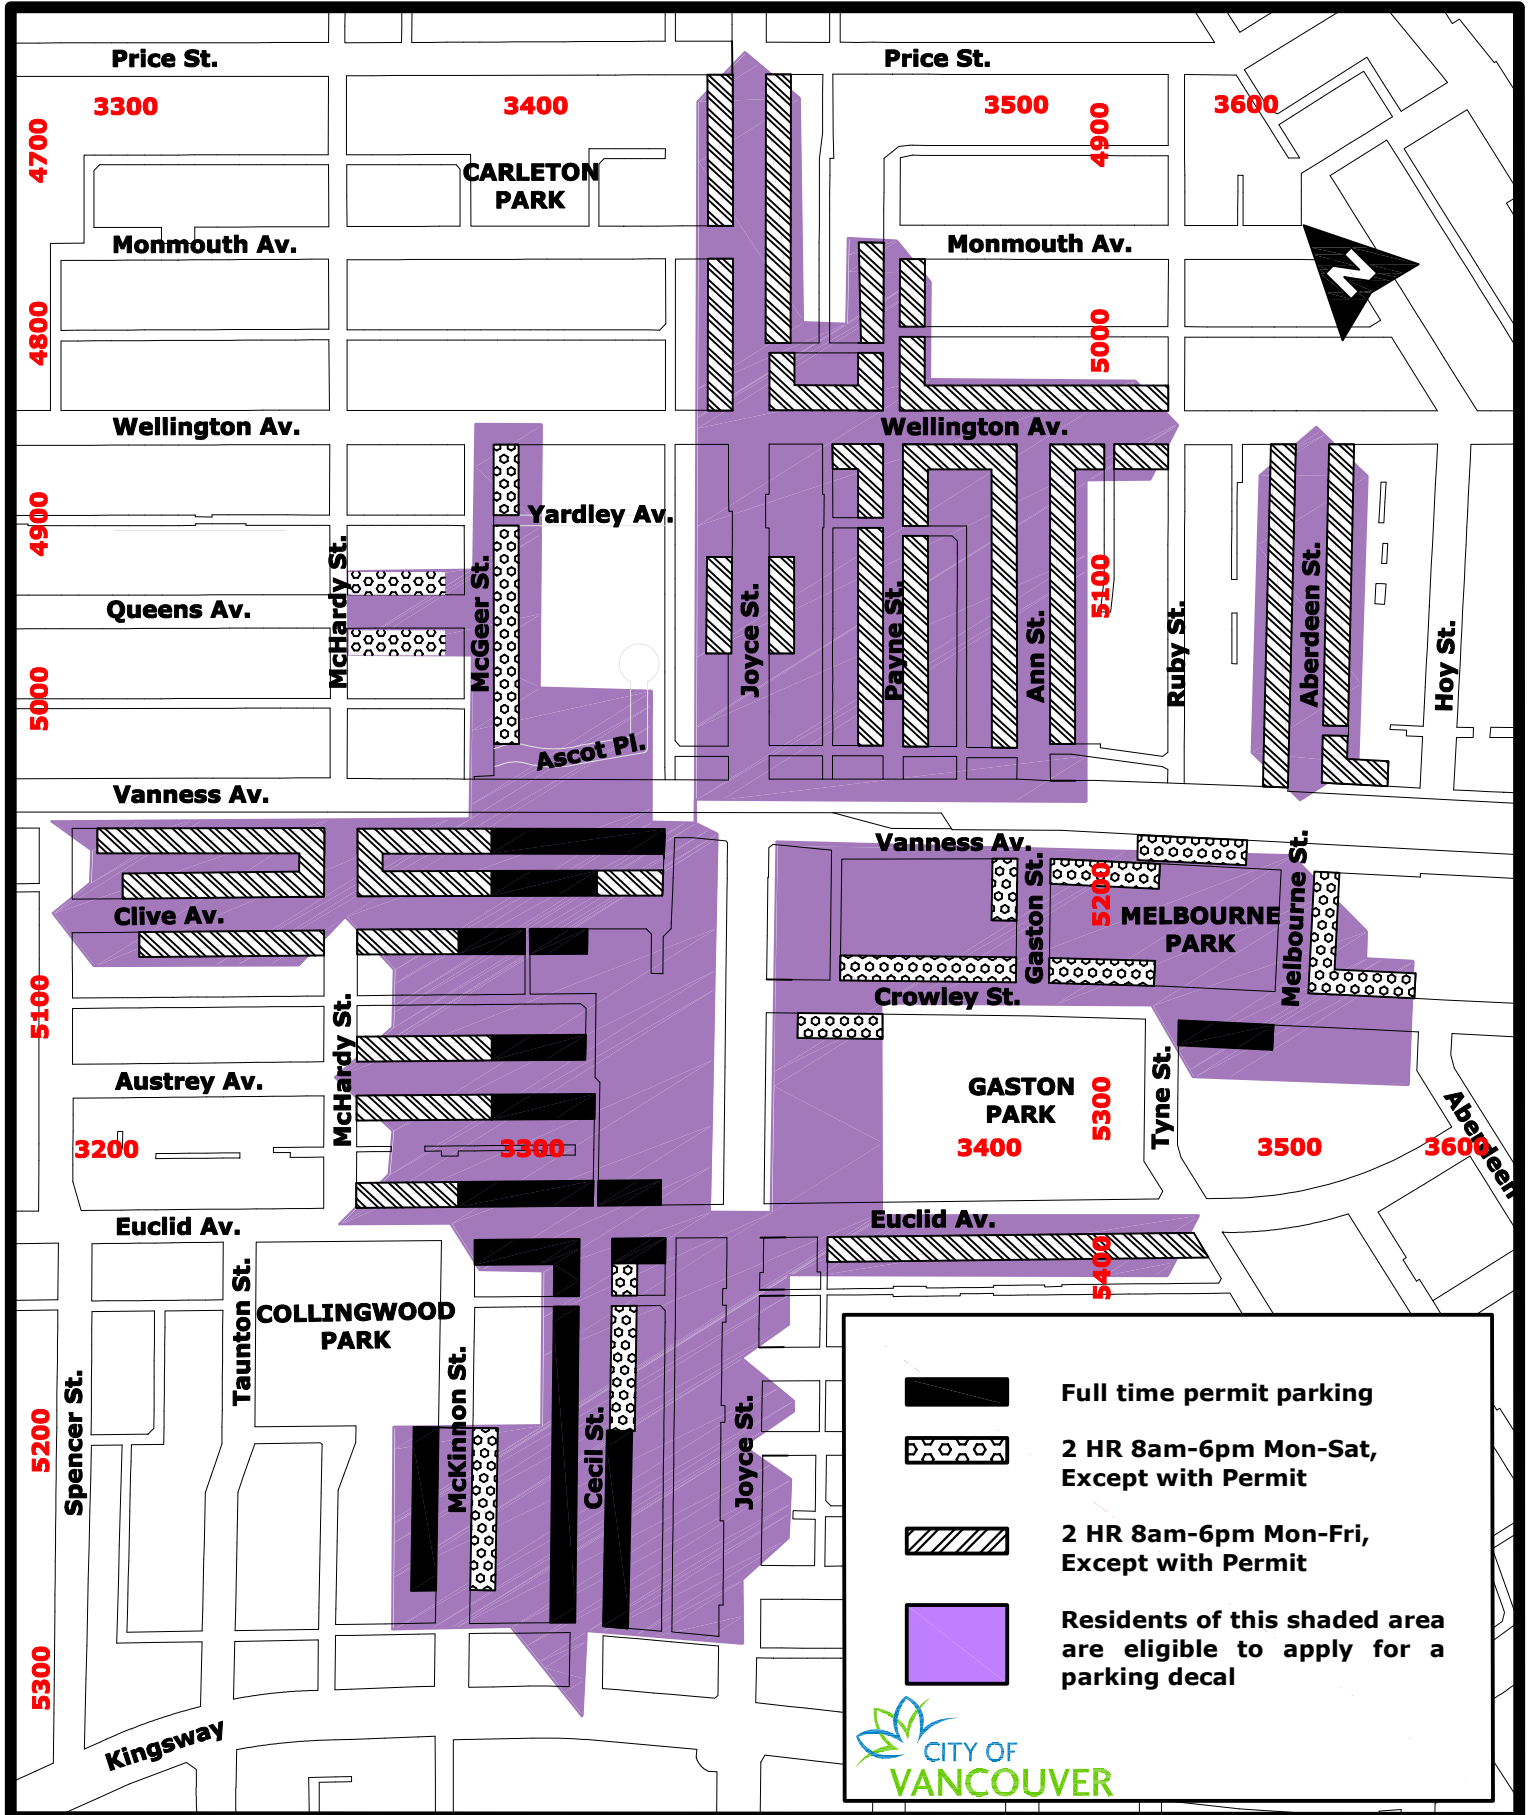 Price St.
Price St.
3300
3400
3500
3600
4700
4900
CARLETON
PARK
Monmouth Av.
Monmouth Av.
N
4800
5000
Wellington Av.
Wellington Av.
4900
Yardley Av.
McHardy St.
McGeer St.
Queens Av.
Joyce St.
Payne St.
Ann St.
5100
Ruby St.
Aberdeen St.
Hoy St.
5000
Ascot Pl.
Vanness Av.
Vanness Av.
Gaston St.
5200
Melbourne St.
Clive Av.
MELBOURNE
PARK
Crowley St.
5100
McHardy St.
Austrey Av.
GASTON
PARK
5300
Tyne St.
Aberdeen
3200
3300
3400
3500
3600
Euclid Av.
Euclid Av.
5400
Taunton St.
COLLINGWOOD
PARK
McKinnon St.
Spencer St.
5200
Cecil St.
Joyce St.
5300
Kingsway
Full time permit parking
2 HR 8am-6pm Mon-Sat,
Except with Permit
2 HR 8am-6pm Mon-Fri,
Except with Permit
Residents of this shaded area
are eligible to apply for a
parking decal
CITY OF
VANCOUVER